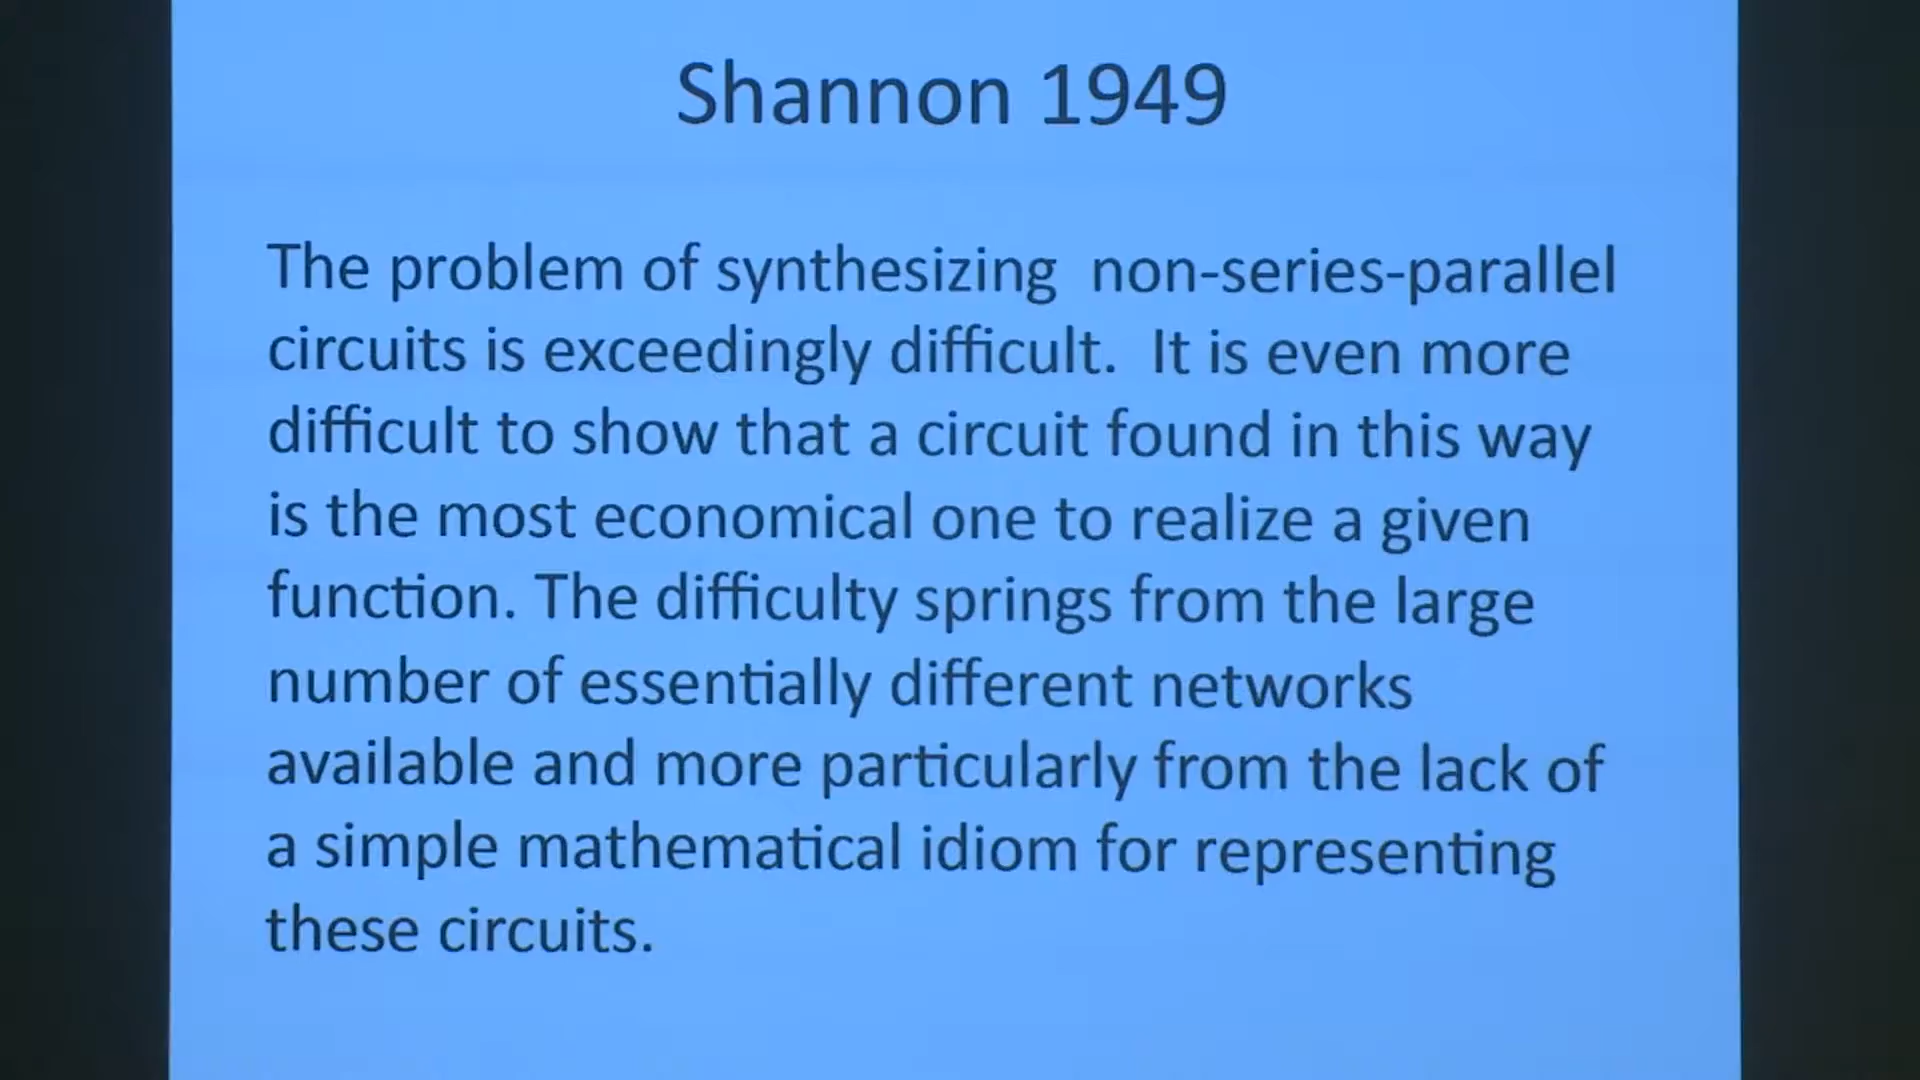 Shannon 1949
The problem of synthesizing non-series-parallel
circuits is exceedingly difficult. It is even more
difficult to show that a circuit found in this way
is the most economical one to realize a given
function. The difficulty springs from the large
number of essentially different networks
available and more particularly from the lack of
a simple mathematical idiom for representing
these circuits.